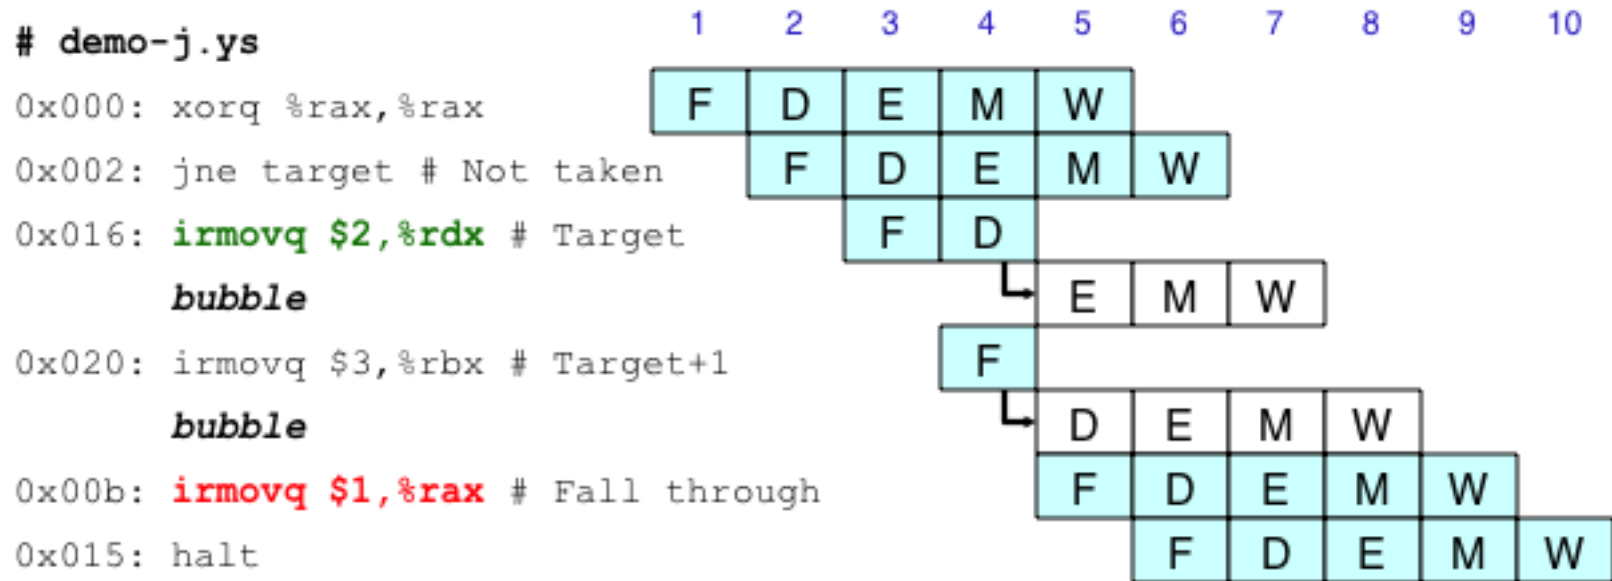 1 2 3 4 5 6 7 8 9 10
# demo-j.ys
0x000: xorq %rax,%rax F D E M W
0x002: jne target # Not taken F D E M W
0x016: irmovq $2,%rdx # Target F D
bubble E M W
0x020: irmovq $3,%rbx # Target+1 F
bubble D E M W
0x00b: irmovq $1,%rax # Fall through F D E M W
0x015: halt F D E M W